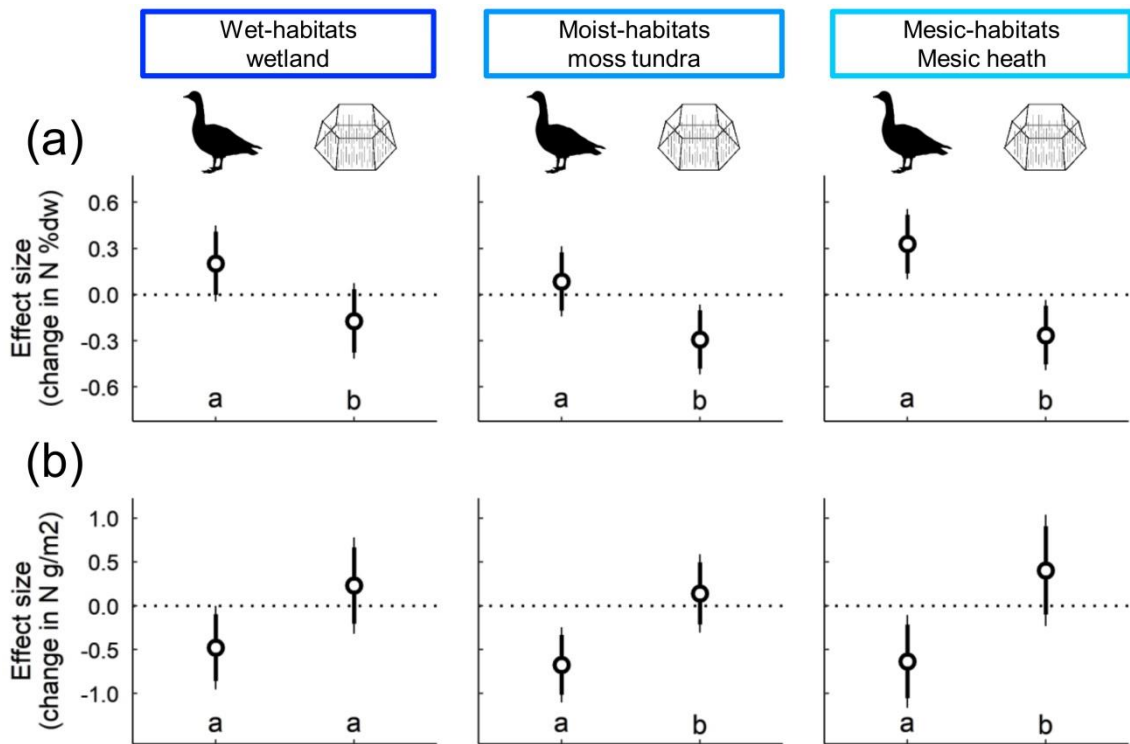 Wet-habitats
wetland
Moist-habitats
moss tundra
Mesic-habitats
Mesic heath
(a)
Effect size
(change in N %dw)
0.6
0.3
0.0
-0.3
-0.6
a
b
a
b
a
b
(b)
Effect size
(change in N g/m2)
1.0
0.5
0.0
-0.5
-1.0
a
a
a
b
a
b